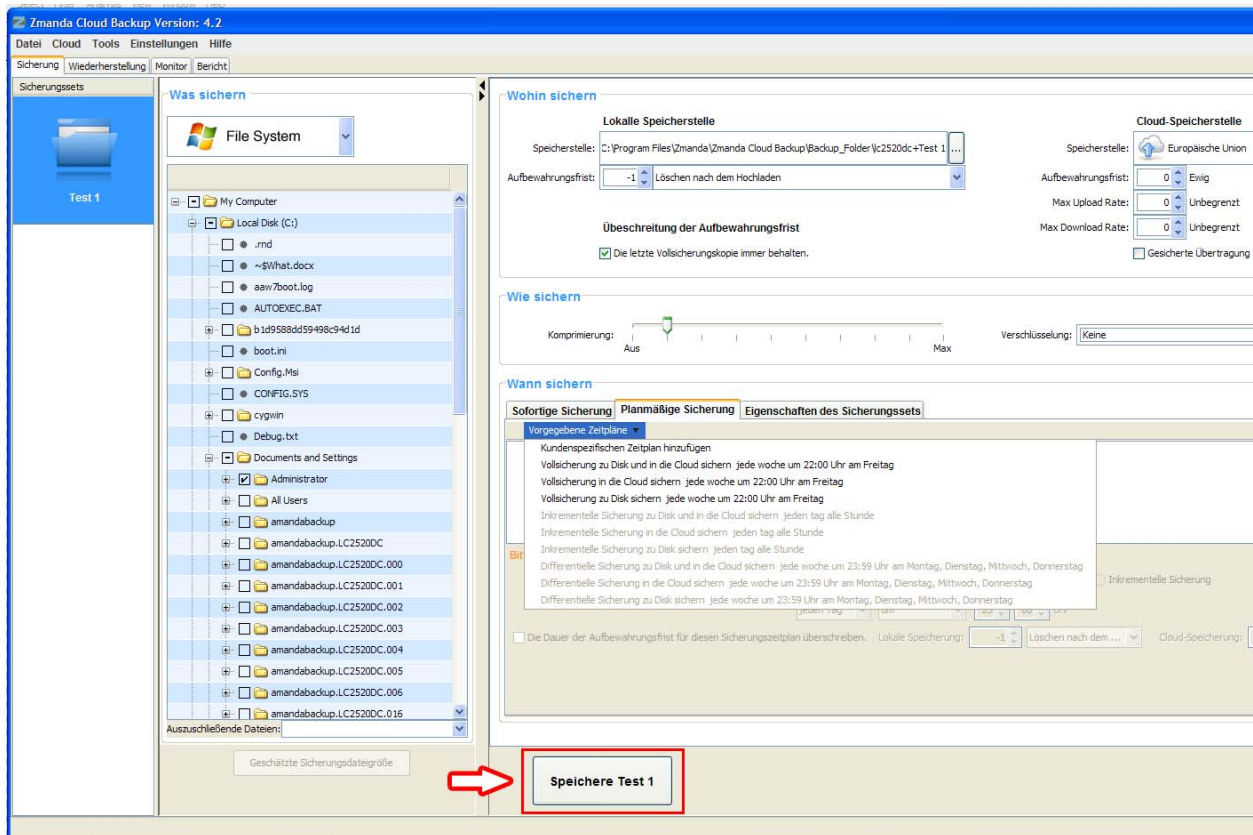 Zmanda Cloud Backup Version: 4.2
Datei Cloud Tools Einstellungen Hilfe
Sicherung Wiederherstellung Monitor Bericht
Sicherungssets
Test 1
Was sichern
File System
My Computer
Local Disk (C:)
.rnd
~$What.docx
aaw7boot.log
AUTOEXEC.BAT
b1d9588dd59498c94d1d
boot.ini
Config.Msi
CONFIG.SYS
cygwin
Debug.txt
Documents and Settings
Administrator
All Users
amandabackup
amandabackup.LC2520DC
amandabackup.LC2520DC.000
amandabackup.LC2520DC.001
amandabackup.LC2520DC.002
amandabackup.LC2520DC.003
amandabackup.LC2520DC.004
amandabackup.LC2520DC.005
amandabackup.LC2520DC.006
amandabackup.LC2520DC.016
Auszuschließende Dateien:
Geschätzte Sicherungsdateigröße
Wohin sichern
Lokalle Speicherstelle
Speicherstelle: C:\Program Files\Zmanda\Zmanda Cloud Backup\Backup_Folder\lc2520dc+Test 1 ...
Aufbewahrungsfrist: -1 Löschen nach dem Hochladen
Überschreitung der Aufbewahrungsfrist
Die letzte Vollsicherungskopie immer behalten.
Cloud-Speicherstelle
Speicherstelle: Europäische Union
Aufbewahrungsfrist: 0 Ewig
Max Upload Rate: 0 Unbegrenzt
Max Download Rate: 0 Unbegrenzt
Gesicherte Übertragung
Wie sichern
Komprimierung:
Aus Max
Verschlüsselung: Keine
Wann sichern
Sofortige Sicherung Planmäßige Sicherung Eigenschaften des Sicherungssets
Vorgegebene Zeitpläne
Kundenspezifischen Zeitplan hinzufügen
Vollsicherung zu Disk und in die Cloud sichern jede woche um 22:00 Uhr am Freitag
Vollsicherung in die Cloud sichern jede woche um 22:00 Uhr am Freitag
Vollsicherung zu Disk sichern jede woche um 22:00 Uhr am Freitag
Inkrementelle Sicherung zu Disk und in die Cloud sichern jeden tag alle Stunde
Inkrementelle Sicherung in die Cloud sichern jeden tag alle Stunde
Inkrementelle Sicherung zu Disk sichern jeden tag alle Stunde
Differentielle Sicherung zu Disk und in die Cloud sichern jede woche um 23:59 Uhr am Montag, Dienstag, Mittwoch, Donnerstag
Differentielle Sicherung in die Cloud sichern jede woche um 23:59 Uhr am Montag, Dienstag, Mittwoch, Donnerstag
Differentielle Sicherung zu Disk sichern jede woche um 23:59 Uhr am Montag, Dienstag, Mittwoch, Donnerstag
Inkrementelle Sicherung
Die Dauer der Aufbewahrungsfrist für diesen Sicherungszeitplan überschreiben. Lokale Speicherung: -1 Löschen nach dem ... Cloud-Speicherung:
Speichere Test 1